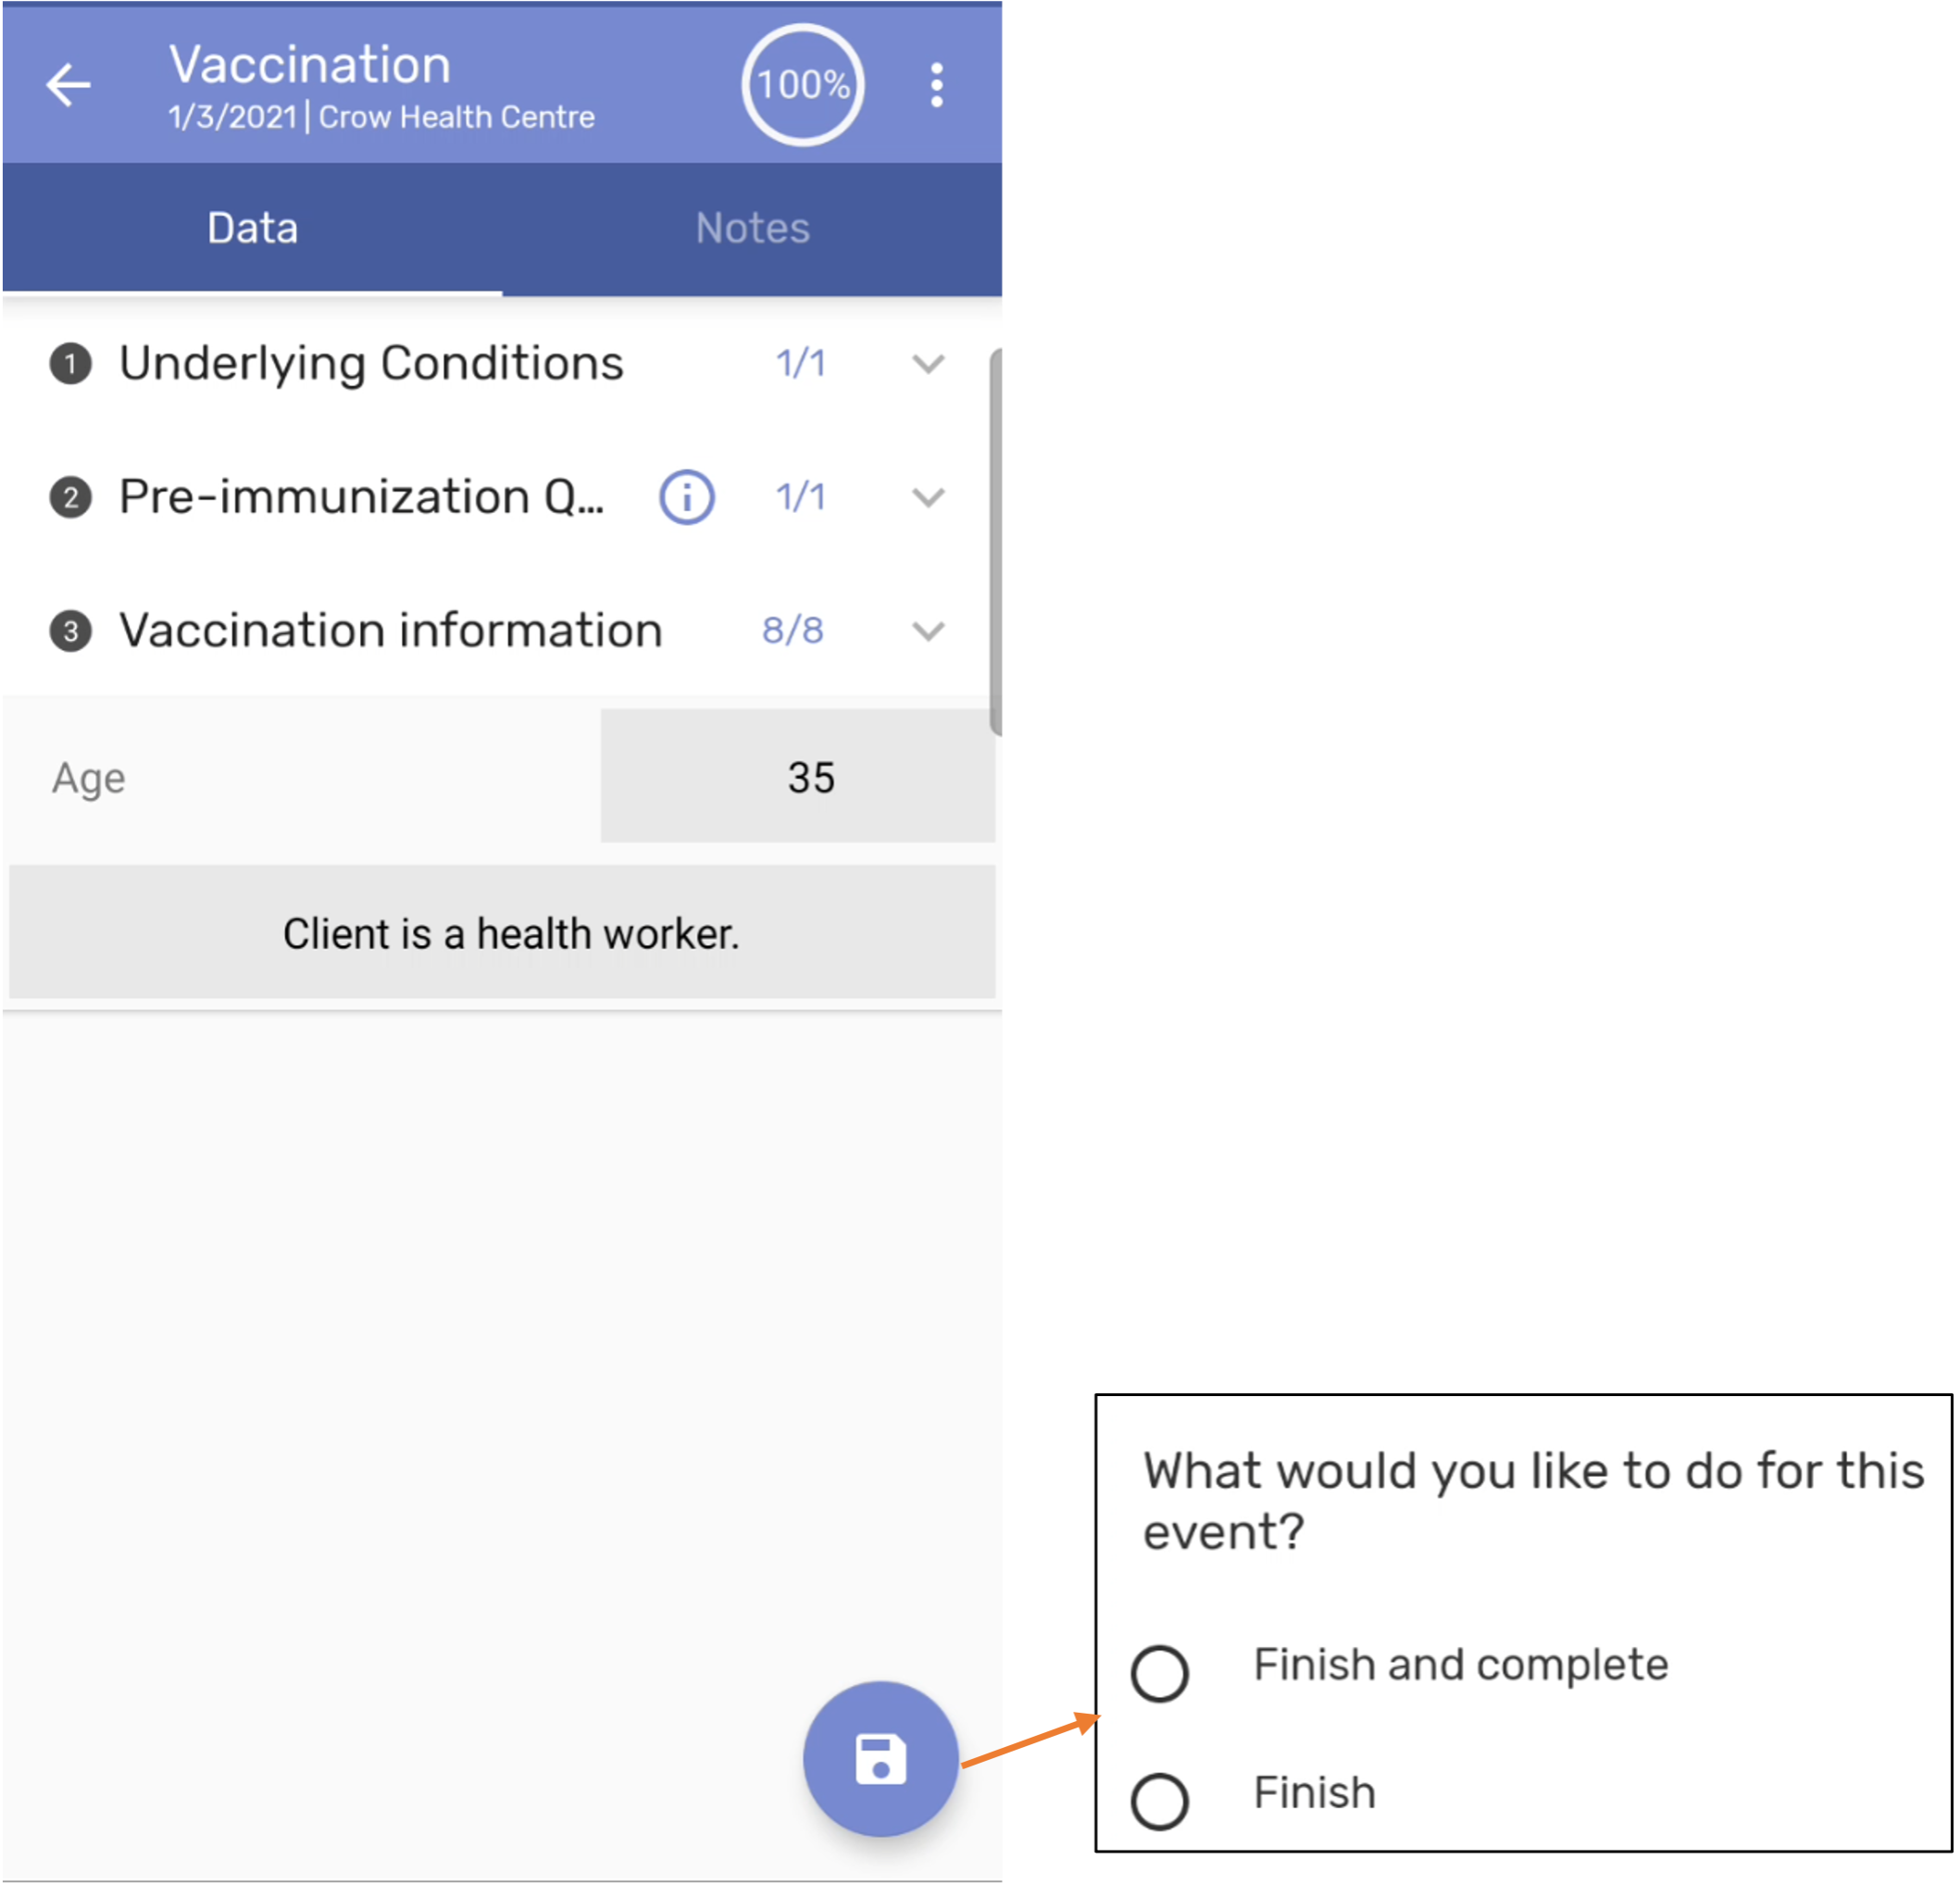 Vaccination
100%
1/3/2021 | Crow Health Centre
Data
Notes
1 Underlying Conditions 1/1
2 Pre-immunization Q... i 1/1
3 Vaccination information 8/8
Age 35
Client is a health worker.
What would you like to do for this
event?
Finish and complete
Finish